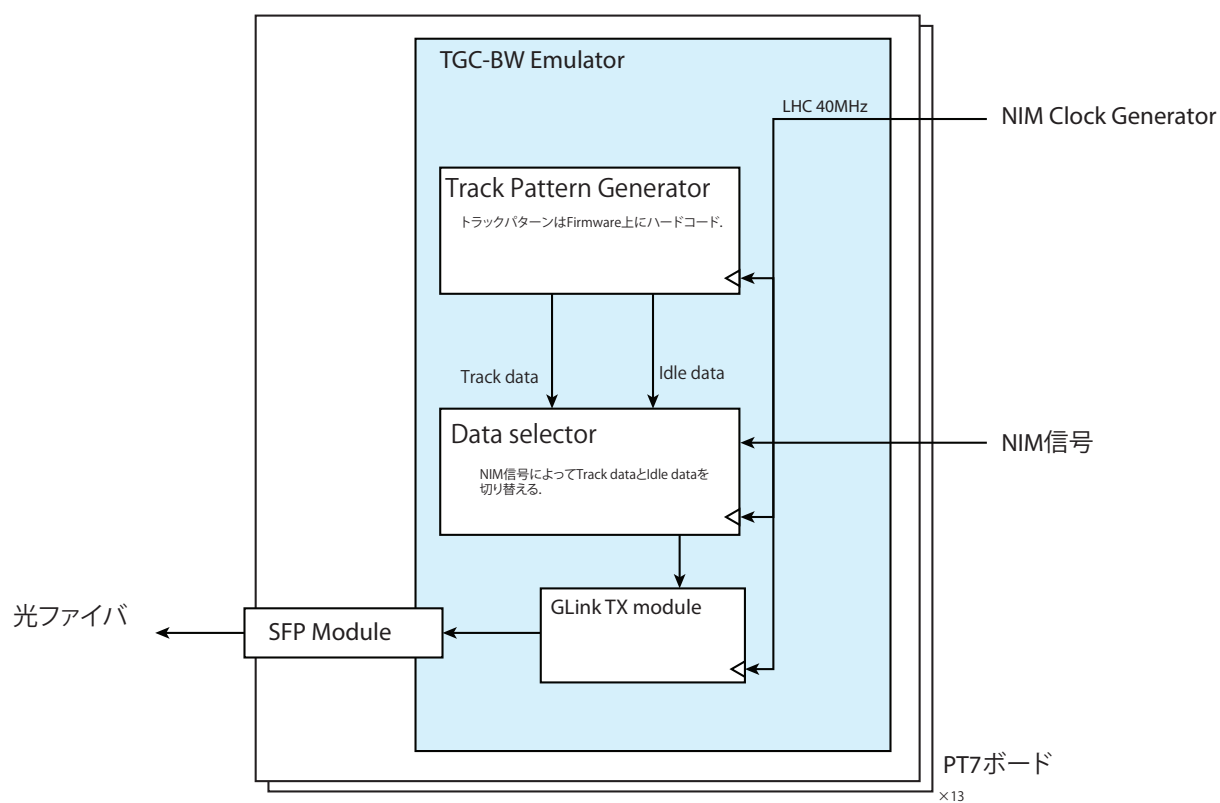 TGC-BW Emulator
LHC 40MHz
NIM Clock Generator
Track Pattern Generator
トラックパターンはFirmware上にハードコード.
Track data
Idle data
Data selector
NIM信号
NIM信号によってTrack dataとIdle dataを
切り替える.
GLink TX module
光ファイバ
SFP Module
PT7ボード
×13